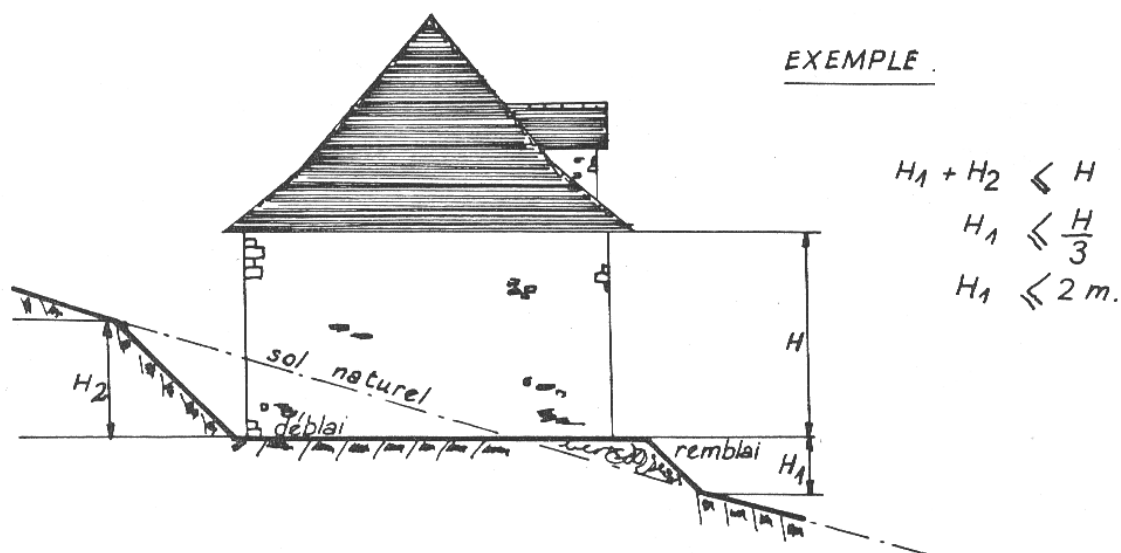 EXEMPLE.
H1 + H2 ⩽ H
H1 ⩽ H/3
H1 ⩽ 2 m.
H2
sol naturel
H
déblai
remblai
H1